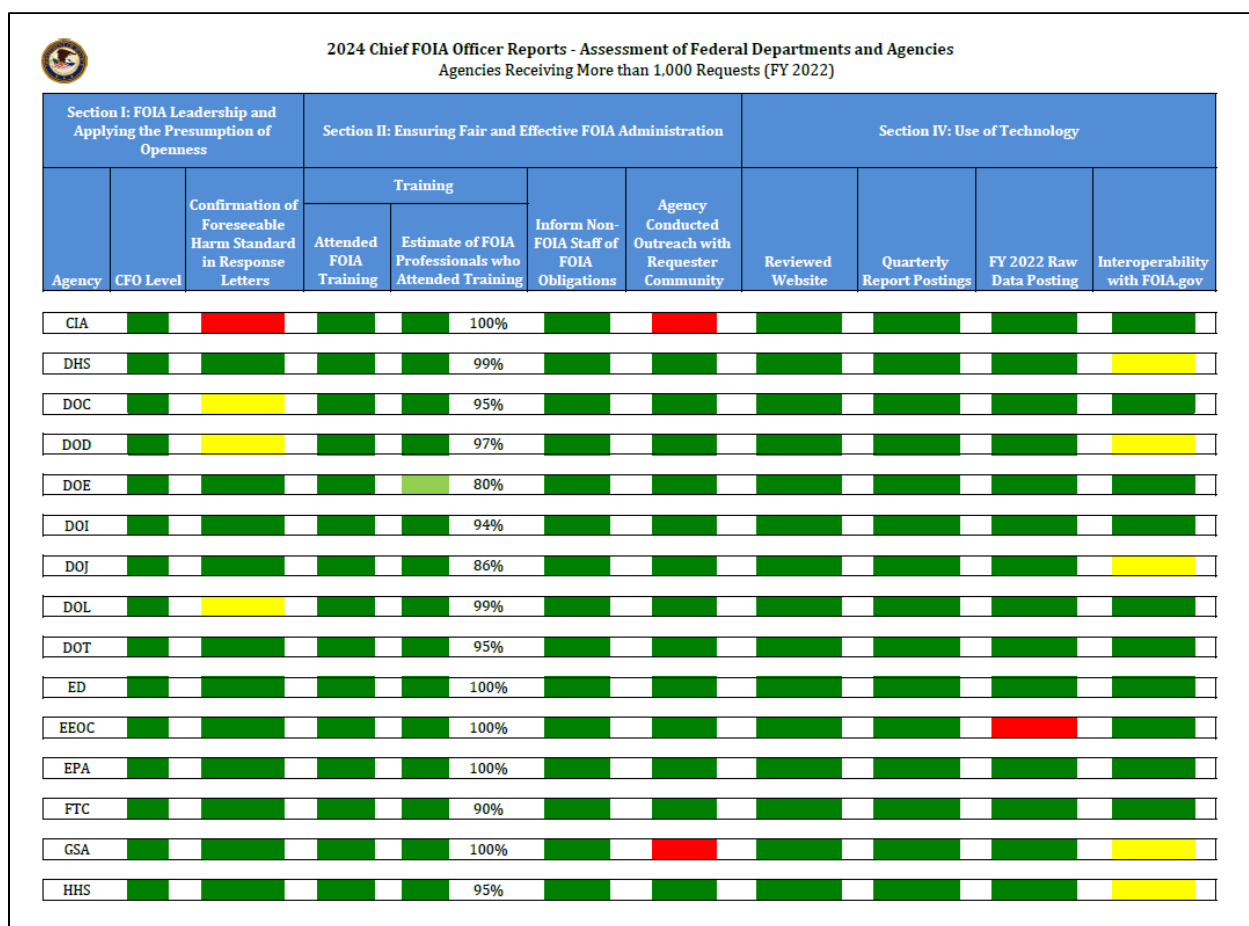 2024 Chief FOIA Officer Reports - Assessment of Federal Departments and Agencies
Agencies Receiving More than 1,000 Requests (FY 2022)
Section I: FOIA Leadership and
Applying the Presumption of
Openness
Section II: Ensuring Fair and Effective FOIA Administration
Section IV: Use of Technology
Agency
CFO Level
Confirmation of
Foreseeable
Harm Standard
in Response
Letters
Training
Attended
FOIA
Training
Estimate of FOIA
Professionals who
Attended Training
Inform Non-
FOIA Staff of
FOIA
Obligations
Agency
Conducted
Outreach with
Requester
Community
Reviewed
Website
Quarterly
Report Postings
FY 2022 Raw
Data Posting
Interoperability
with FOIA.gov
CIA 100%
DHS 99%
DOC 95%
DOD 97%
DOE 80%
DOI 94%
DOJ 86%
DOL 99%
DOT 95%
ED 100%
EEOC 100%
EPA 100%
FTC 90%
GSA 100%
HHS 95%